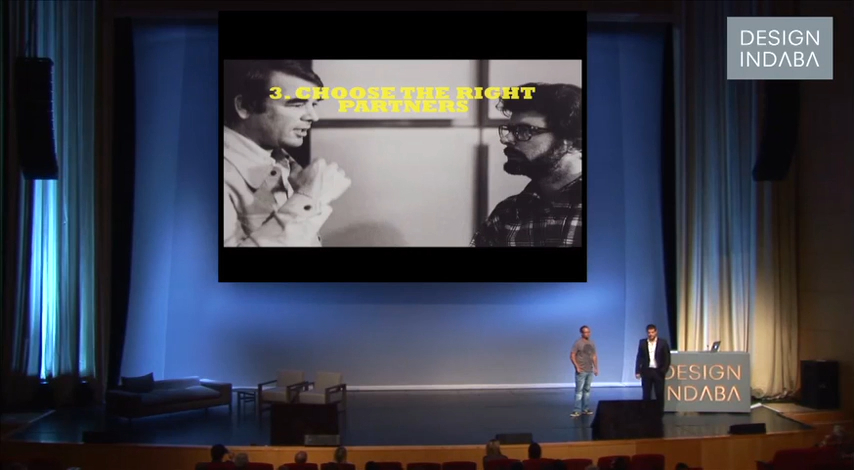 DESIGN
INDABA
3. CHOOSE THE RIGHT
PARTNERS
DESIGN
INDABA